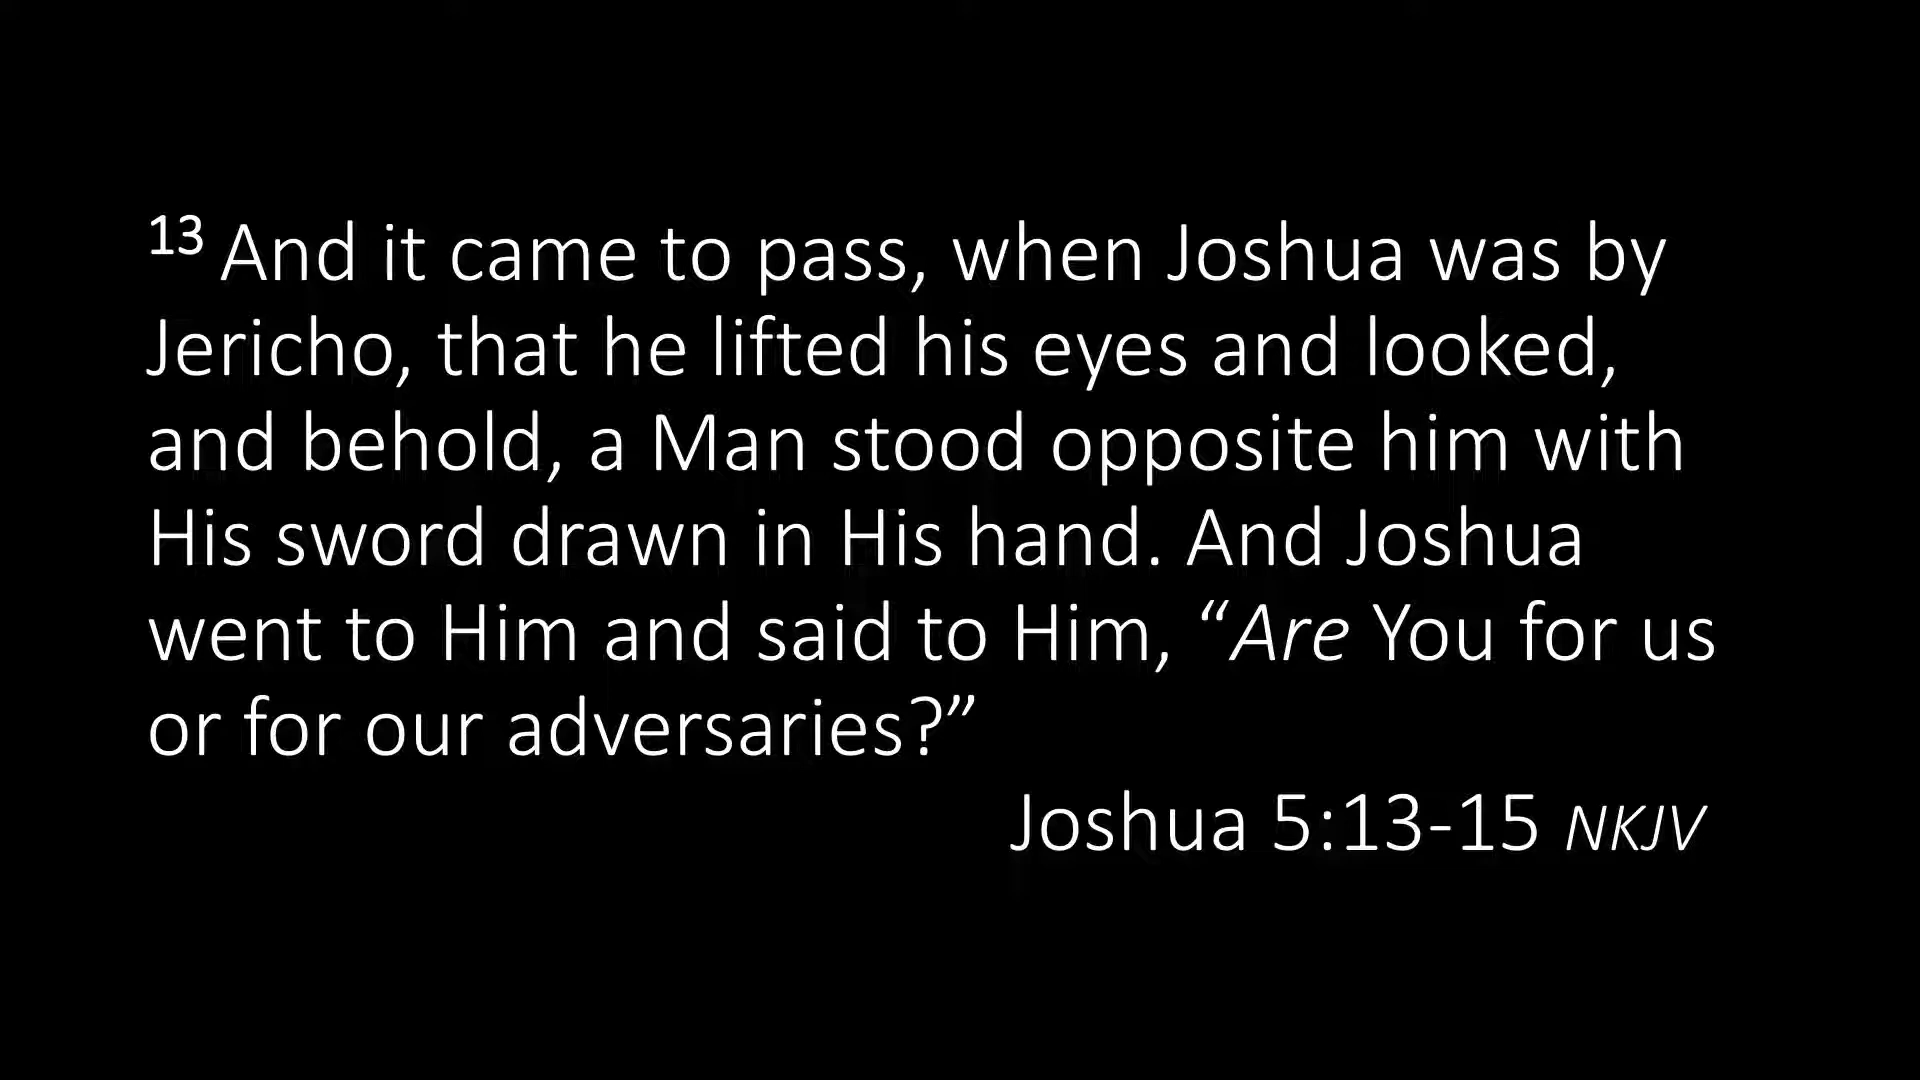 13 And it came to pass, when Joshua was by
Jericho, that he lifted his eyes and looked,
and behold, a Man stood opposite him with
His sword drawn in His hand. And Joshua
went to Him and said to Him, “Are You for us
or for our adversaries?”
Joshua 5:13-15 NKJV